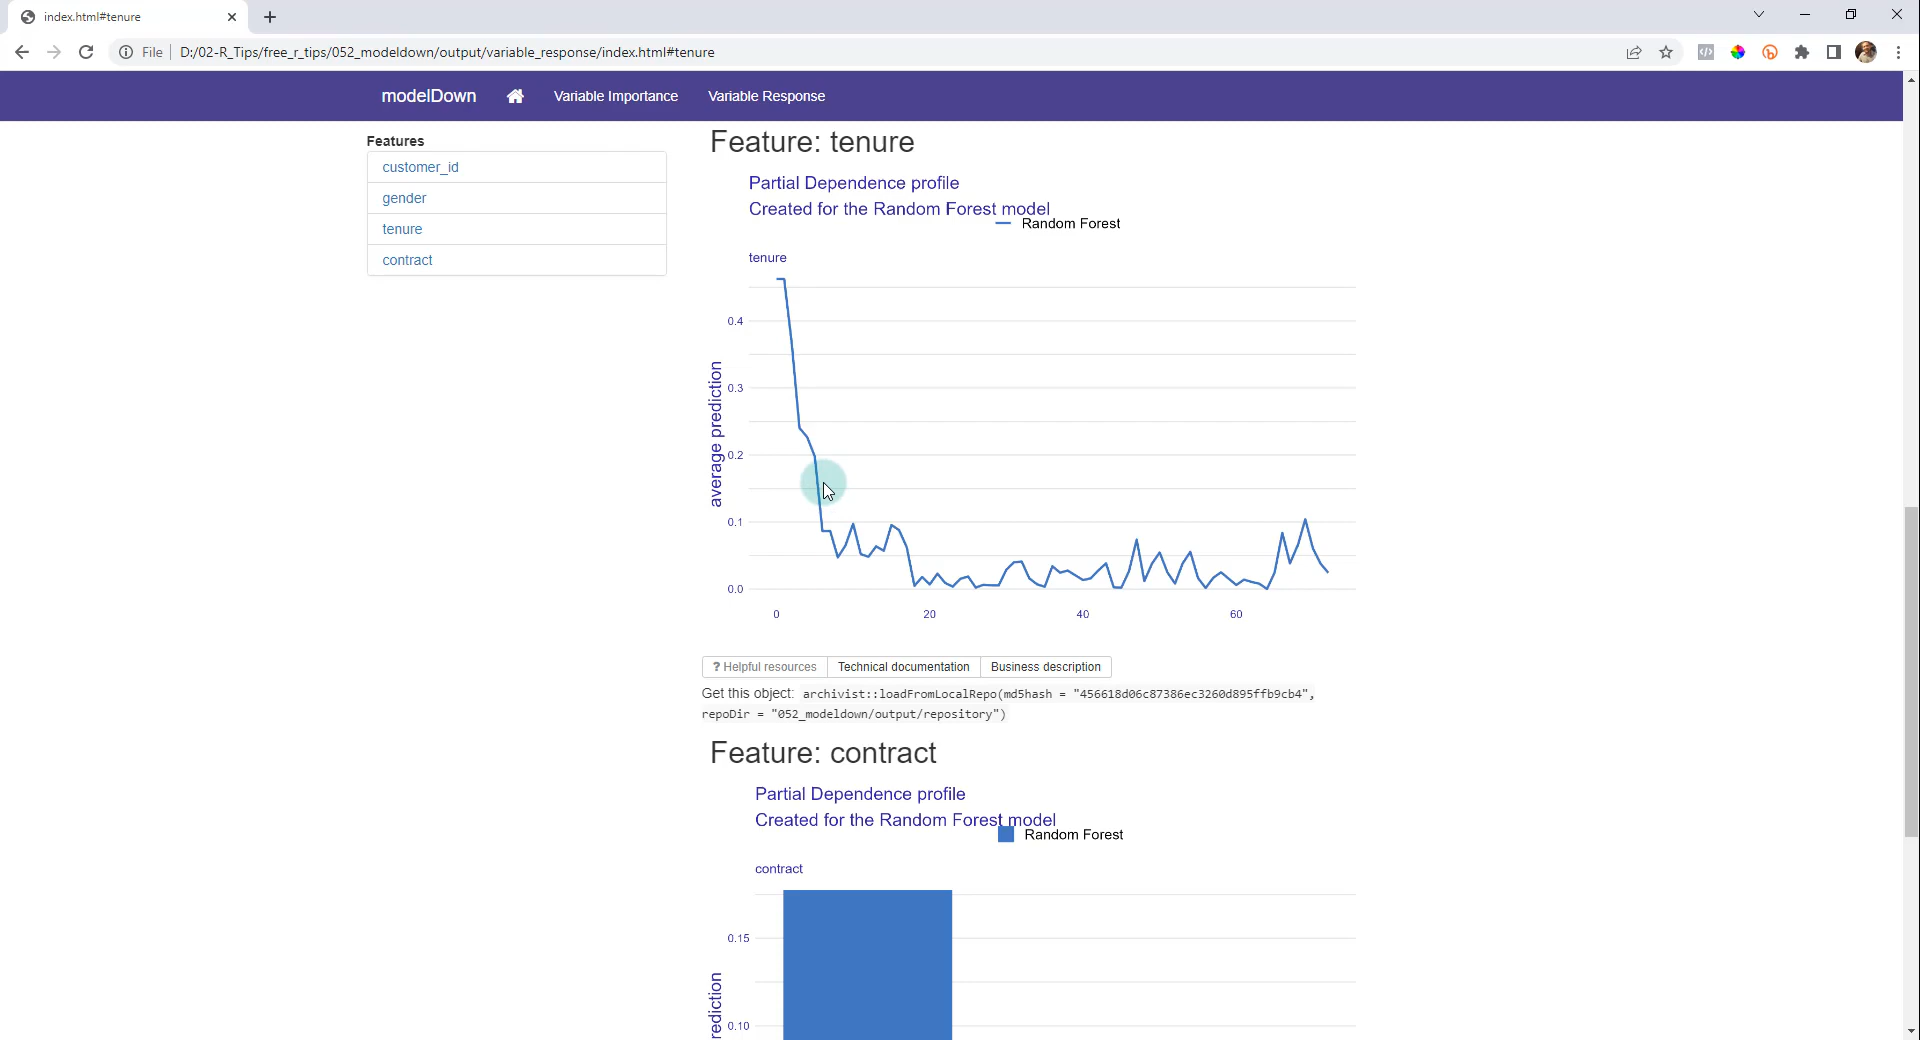 index.html#tenure
File
D:/02-R_Tips/free_r_tips/052_modeldown/output/variable_response/index.html#tenure
modelDown
Variable Importance
Variable Response
Features
customer_id
gender
tenure
contract
Feature: tenure
Partial Dependence profile
Created for the Random Forest model
Random Forest
tenure
average prediction
0.4
0.3
0.2
0.1
0.0
0
20
40
60
? Helpful resources
Technical documentation
Business description
Get this object: archivist::loadFromLocalRepo(md5hash = "456618d06c87386ec3260d895ffb9cb4",
repoDir = "052_modeldown/output/repository")
Feature: contract
Partial Dependence profile
Created for the Random Forest model
Random Forest
contract
rediction
0.15
0.10